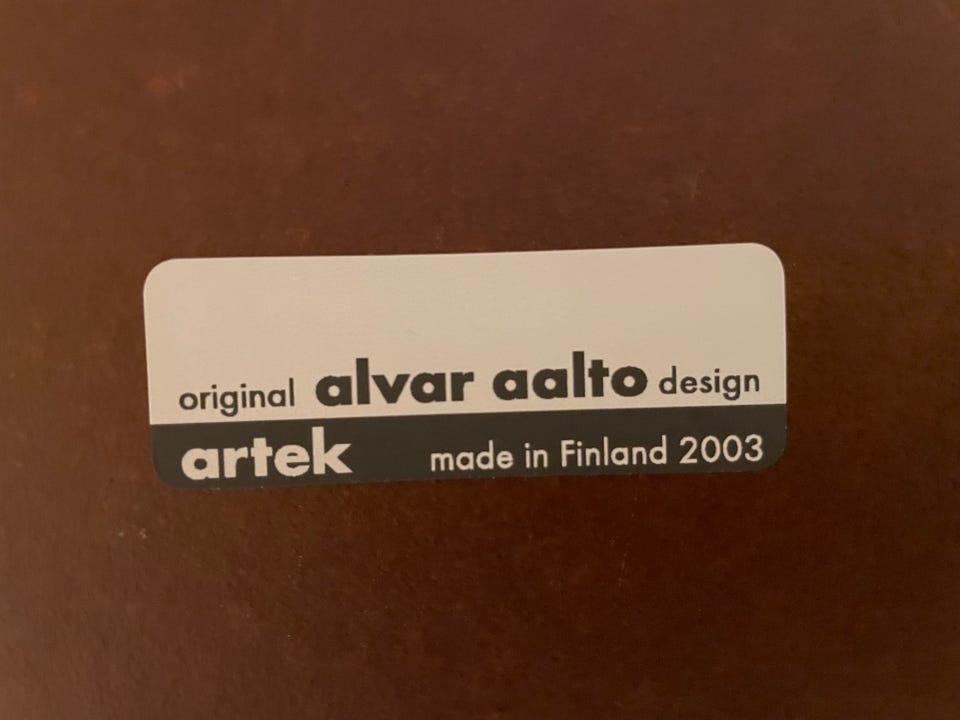 original alvar aalto design
artek made in Finland 2003